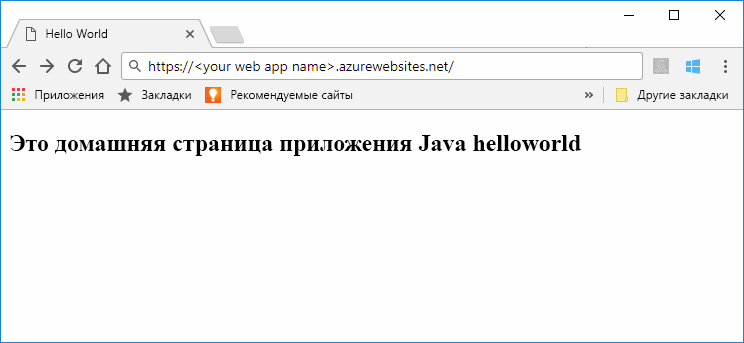 Hello World
https://<your web app name>.azurewebsites.net/
Приложения Закладки Рекомендуемые сайты » Другие закладки
Это домашняя страница приложения Java helloworld